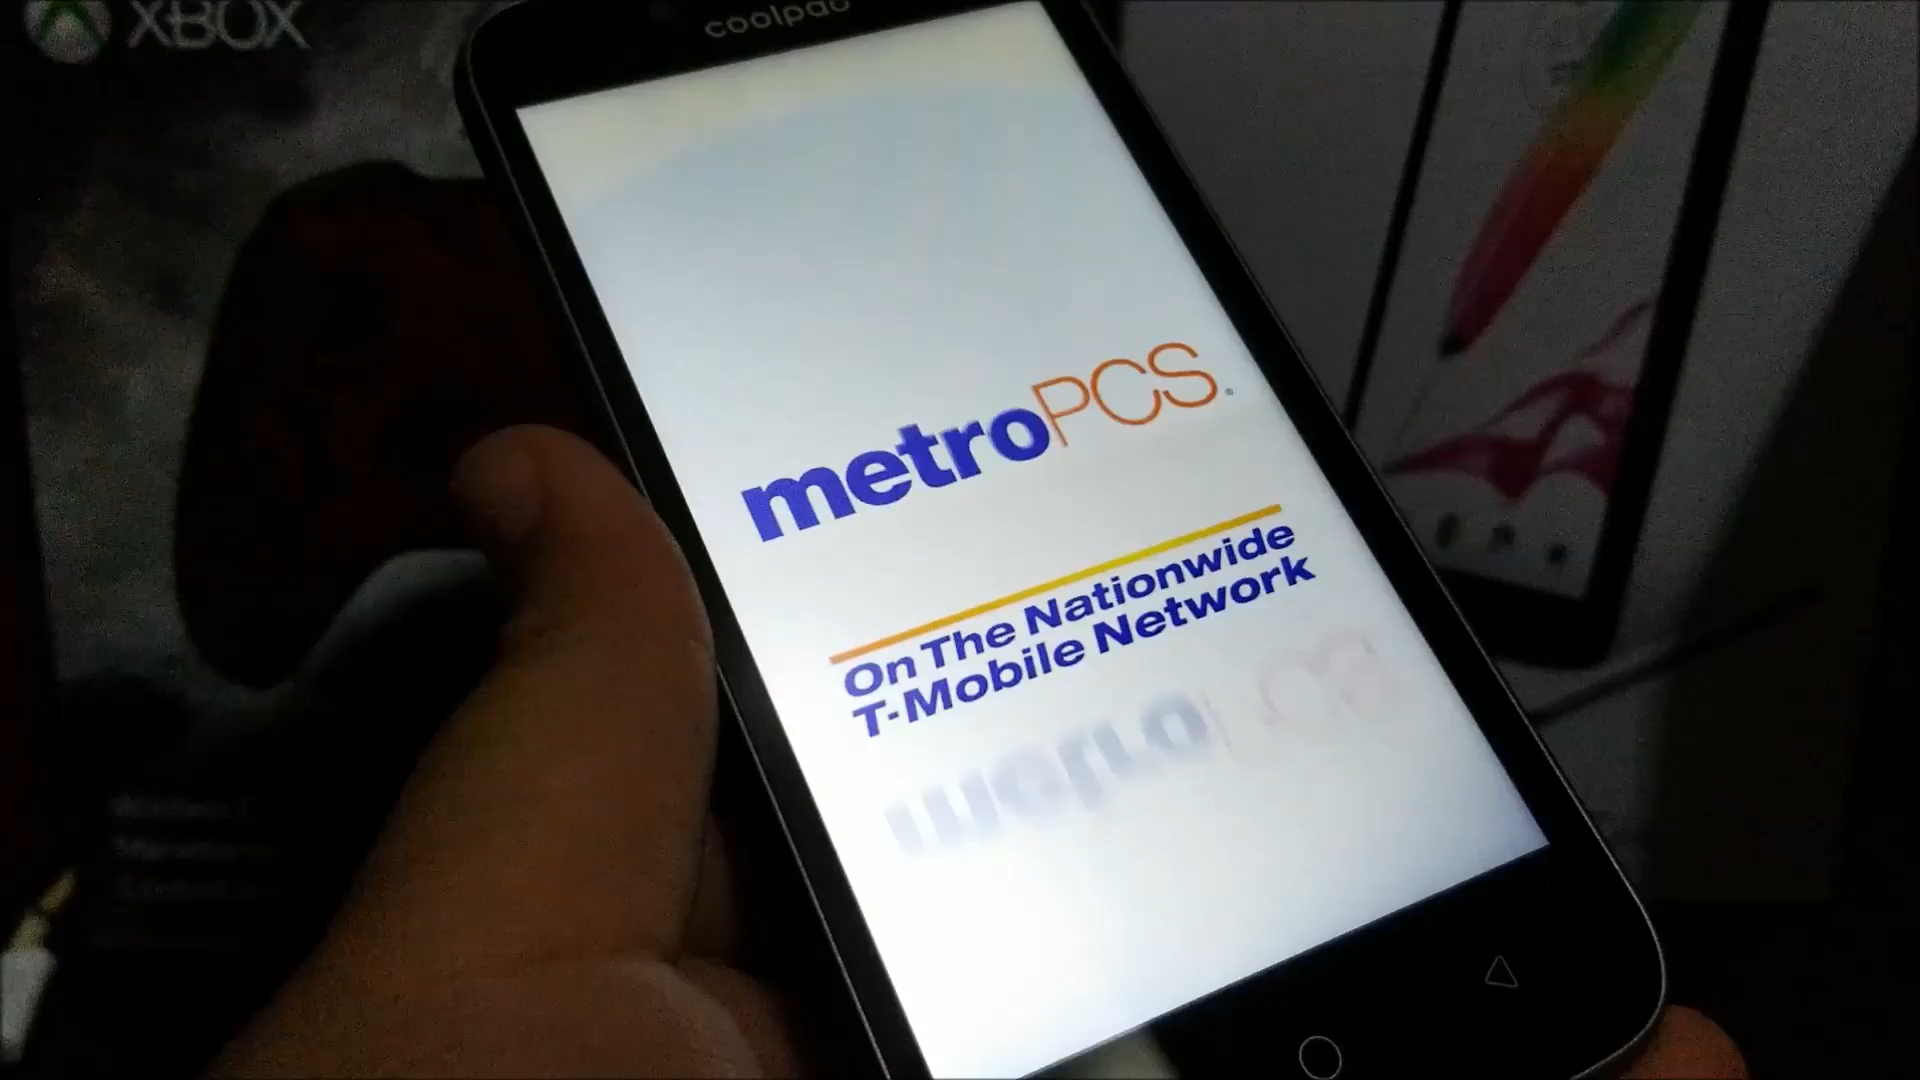 XBOX
coolpad
metroPCS.
On The Nationwide
T-Mobile Network